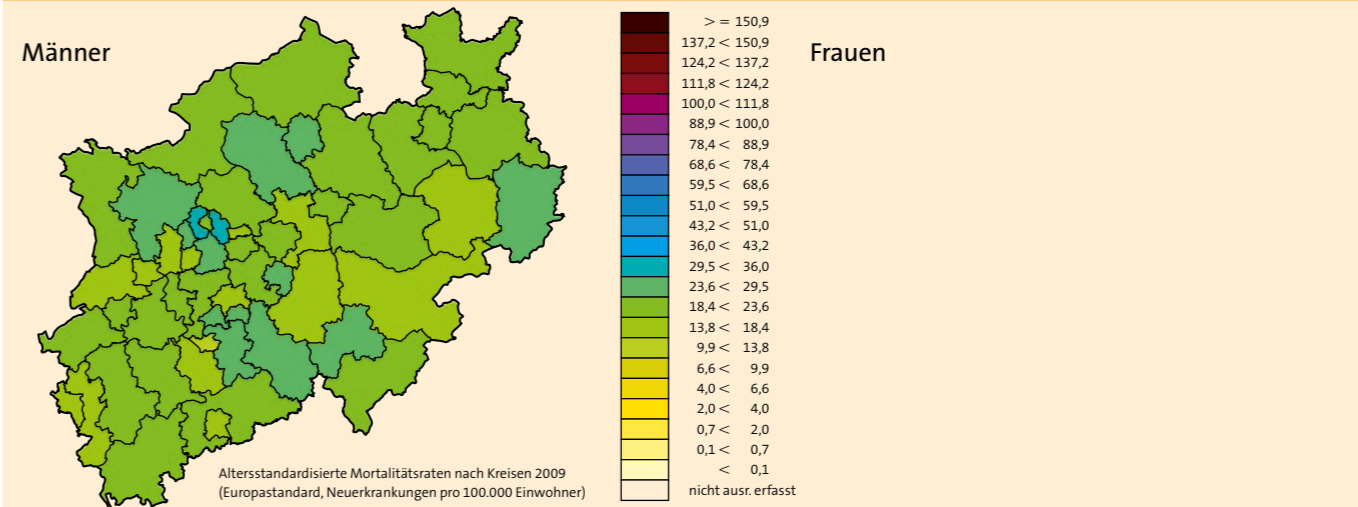 Männer
Frauen
> = 150,9
137,2 < 150,9
124,2 < 137,2
111,8 < 124,2
100,0 < 111,8
88,9 < 100,0
78,4 < 88,9
68,6 < 78,4
59,5 < 68,6
51,0 < 59,5
43,2 < 51,0
36,0 < 43,2
29,5 < 36,0
23,6 < 29,5
18,4 < 23,6
13,8 < 18,4
9,9 < 13,8
6,6 < 9,9
4,0 < 6,6
2,0 < 4,0
0,7 < 2,0
0,1 < 0,7
< 0,1
nicht ausr. erfasst
Altersstandardisierte Mortalitätsraten nach Kreisen 2009
(Europastandard, Neuerkrankungen pro 100.000 Einwohner)